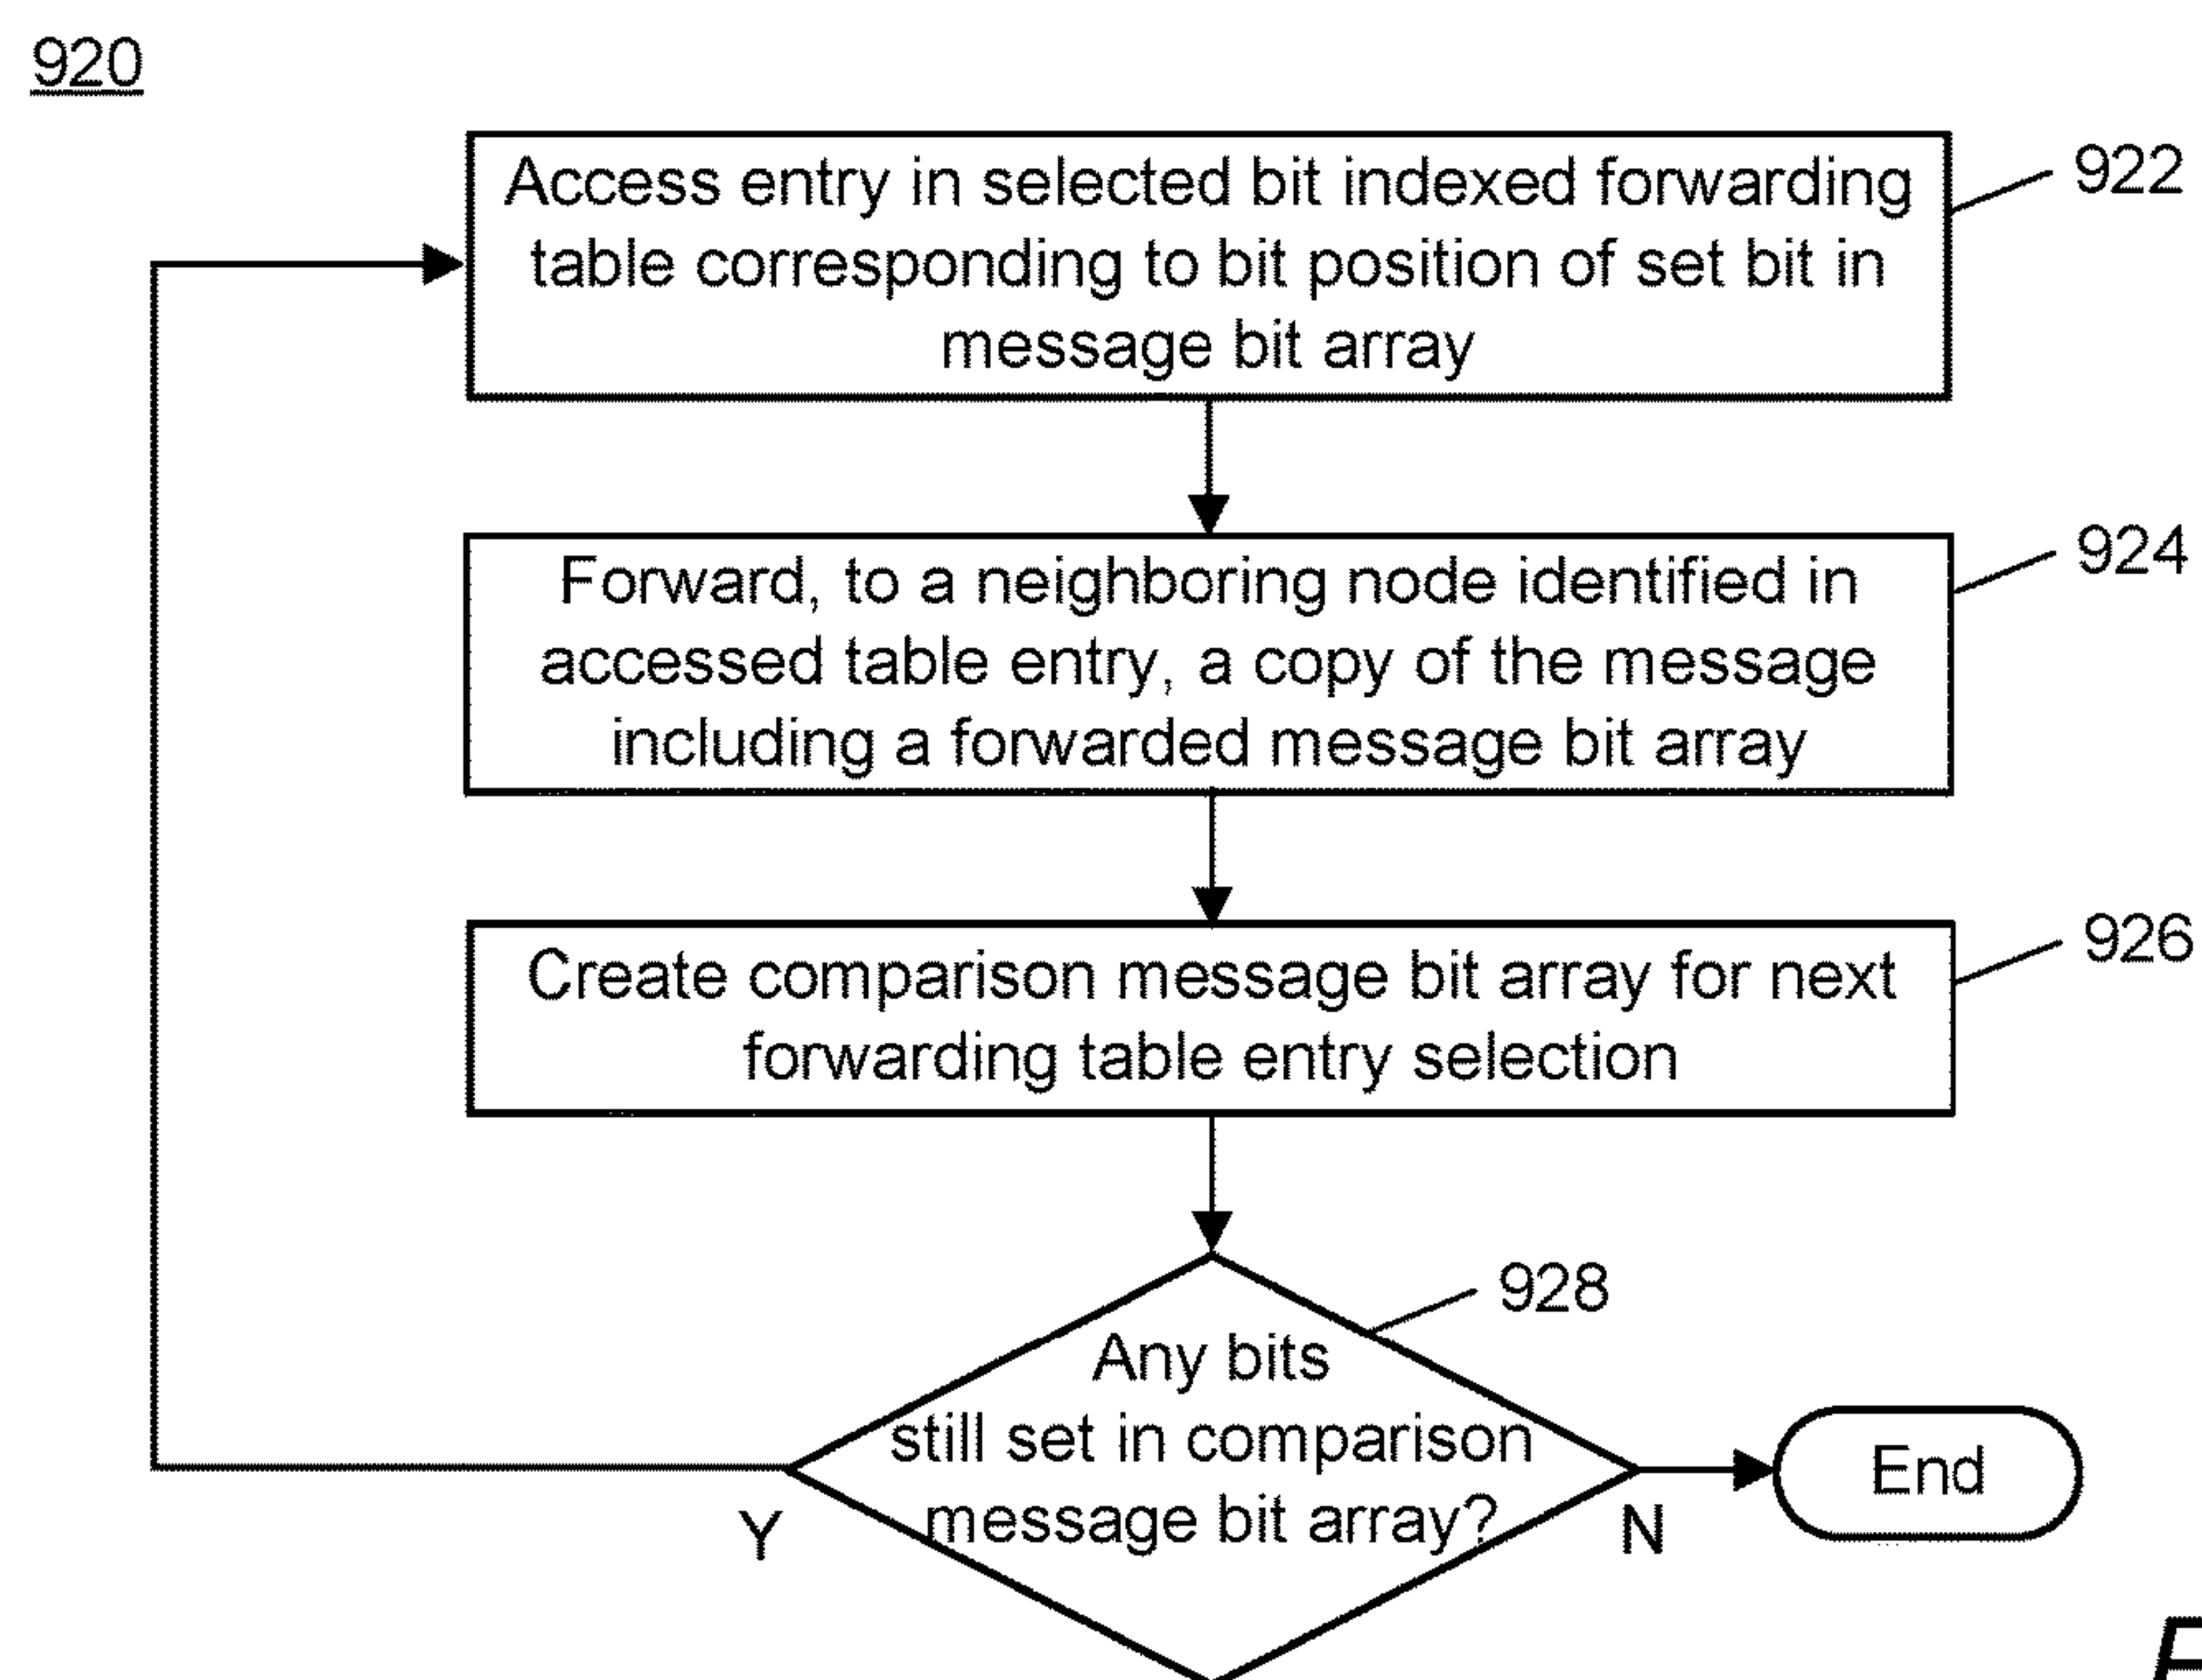 920
Access entry in selected bit indexed forwarding
table corresponding to bit position of set bit in
message bit array
922
Forward, to a neighboring node identified in
accessed table entry, a copy of the message
including a forwarded message bit array
924
Create comparison message bit array for next
forwarding table entry selection
926
928
Any bits
still set in comparison
message bit array?
Y
N
End